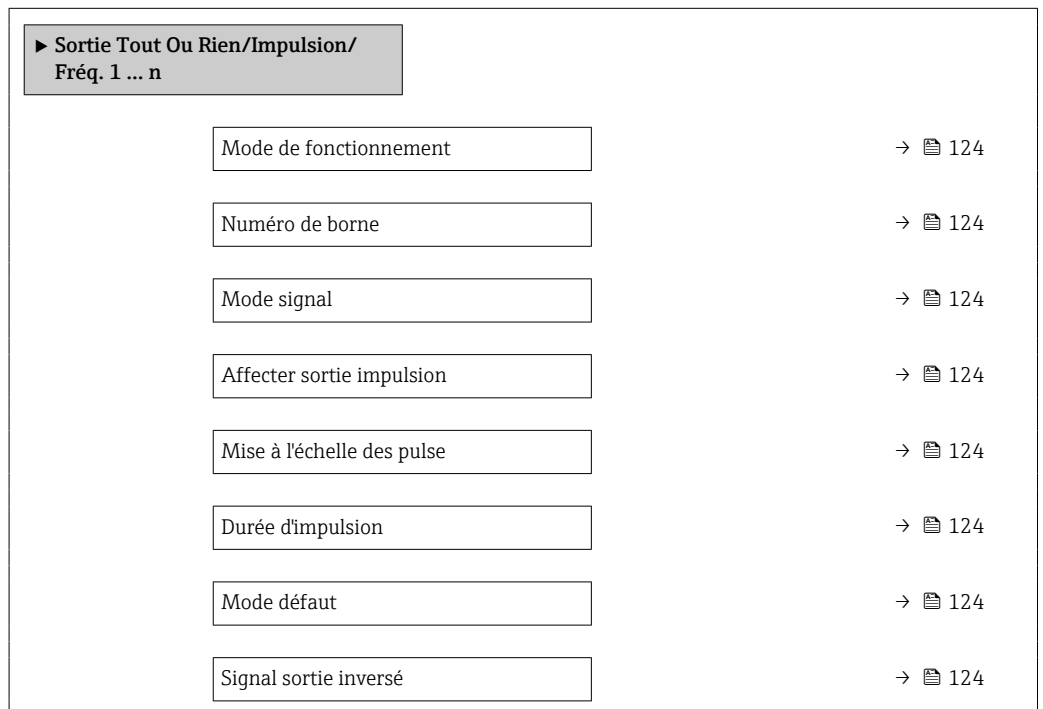 ▶ Sortie Tout Ou Rien/Impulsion/
Fréq. 1 ... n
Mode de fonctionnement → 124
Numéro de borne → 124
Mode signal → 124
Affecter sortie impulsion → 124
Mise à l'échelle des pulse → 124
Durée d'impulsion → 124
Mode défaut → 124
Signal sortie inversé → 124